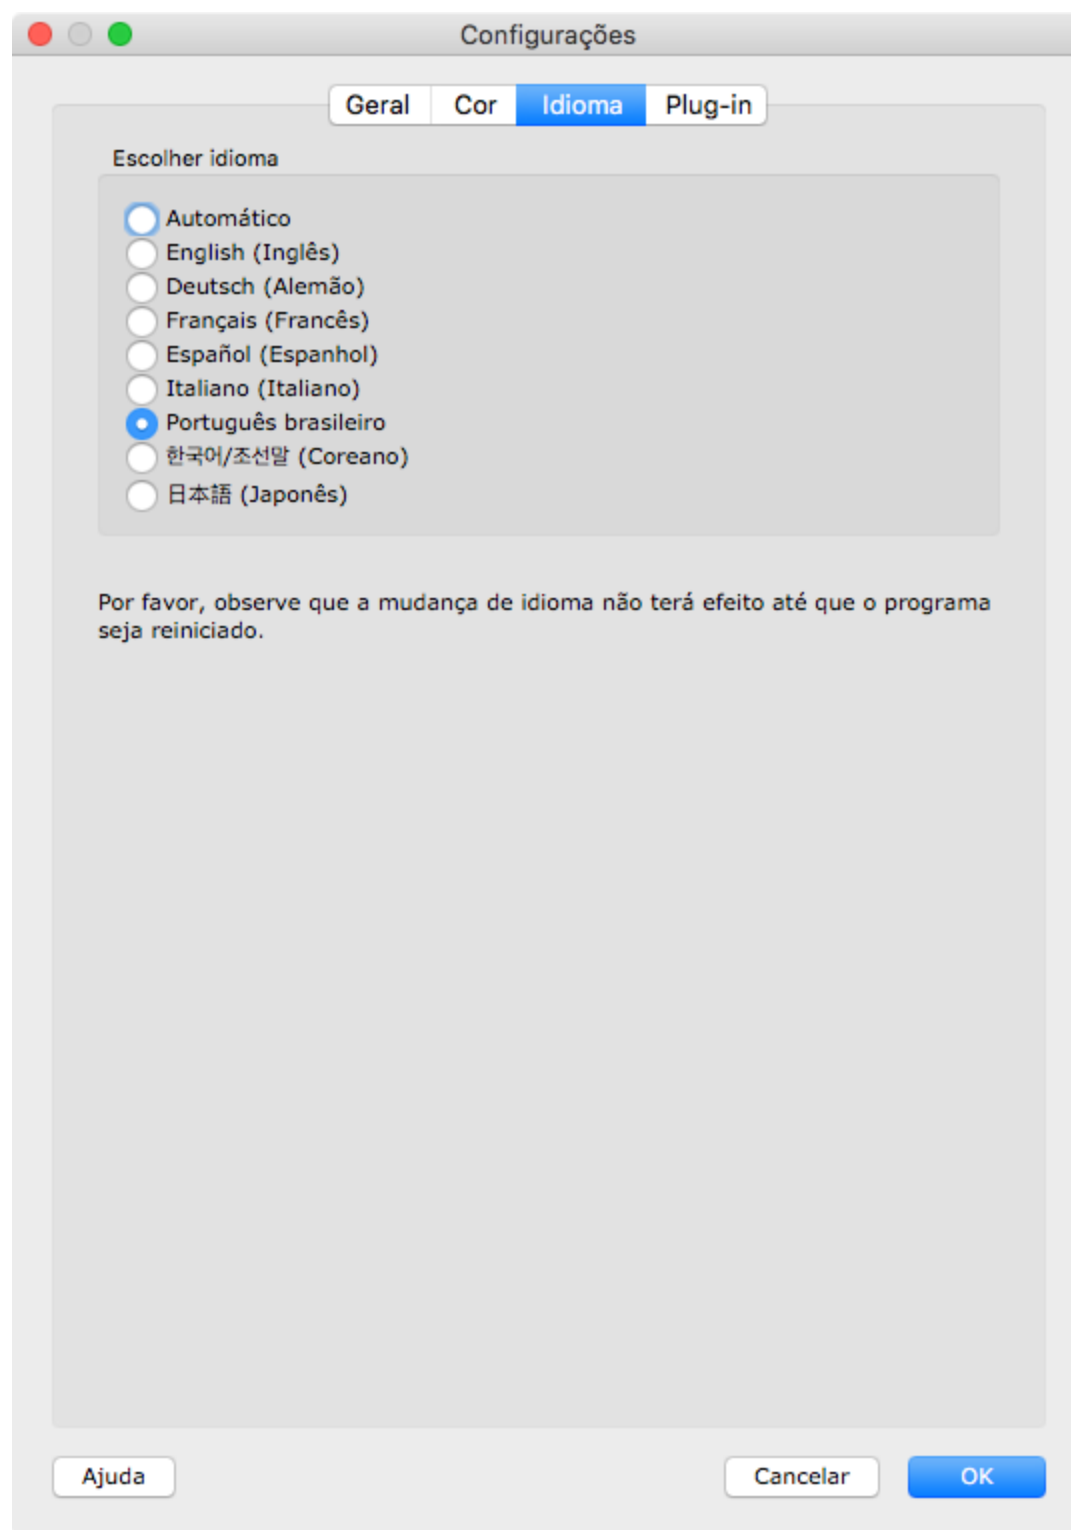 Configurações
Geral Cor Idioma Plug-in
Escolher idioma
Automático
English (Inglês)
Deutsch (Alemão)
Français (Francês)
Español (Espanhol)
Italiano (Italiano)
Português brasileiro
한국어/조선말 (Coreano)
日本語 (Japonês)
Por favor, observe que a mudança de idioma não terá efeito até que o programa
seja reiniciado.
Ajuda Cancelar OK